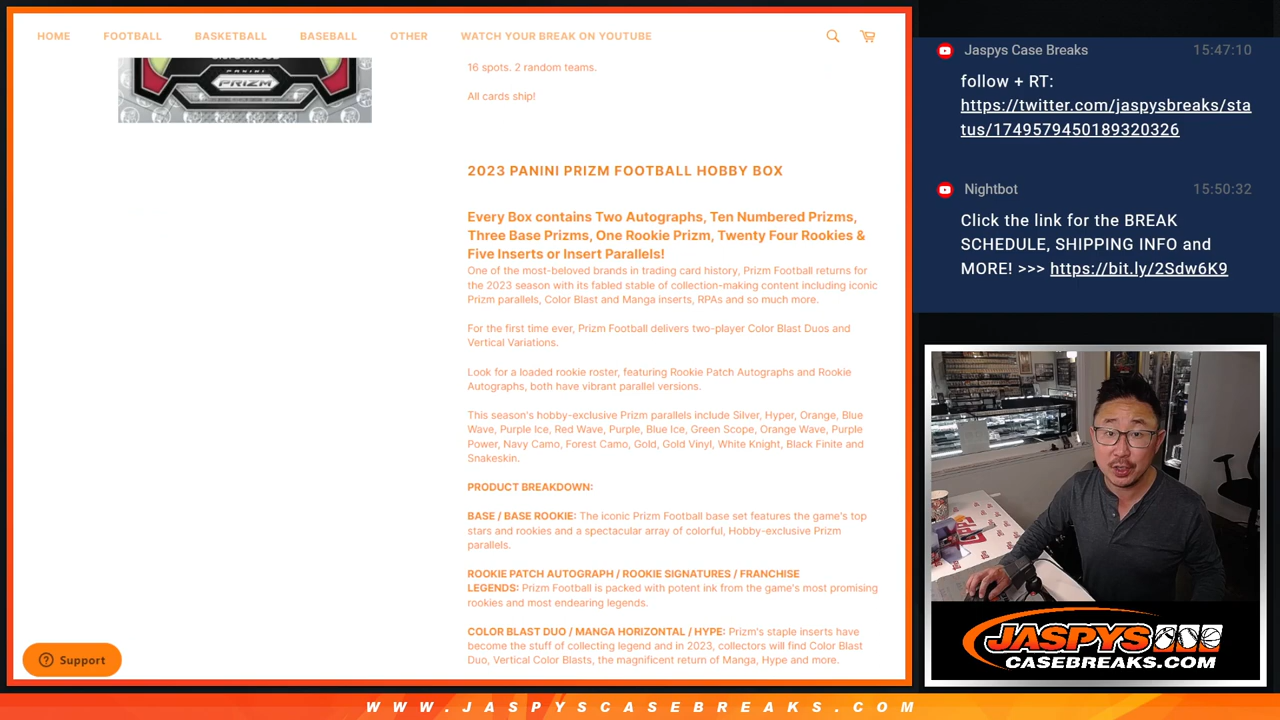 HOME FOOTBALL BASKETBALL BASEBALL OTHER WATCH YOUR BREAK ON YOUTUBE
PANINI
PRIZM
16 spots. 2 random teams.
All cards ship!
2023 PANINI PRIZM FOOTBALL HOBBY BOX
Every Box contains Two Autographs, Ten Numbered Prizms,
Three Base Prizms, One Rookie Prizm, Twenty Four Rookies &
Five Inserts or Insert Parallels!
One of the most-beloved brands in trading card history, Prizm Football returns for
the 2023 season with its fabled stable of collection-making content including iconic
Prizm parallels, Color Blast and Manga inserts, RPAs and so much more.
For the first time ever, Prizm Football delivers two-player Color Blast Duos and
Vertical Variations.
Look for a loaded rookie roster, featuring Rookie Patch Autographs and Rookie
Autographs, both have vibrant parallel versions.
This season's hobby-exclusive Prizm parallels include Silver, Hyper, Orange, Blue
Wave, Purple Ice, Red Wave, Purple, Blue Ice, Green Scope, Orange Wave, Purple
Power, Navy Camo, Forest Camo, Gold, Gold Vinyl, White Knight, Black Finite and
Snakeskin.
PRODUCT BREAKDOWN:
BASE / BASE ROOKIE: The iconic Prizm Football base set features the game's top
stars and rookies and a spectacular array of colorful, Hobby-exclusive Prizm
parallels.
ROOKIE PATCH AUTOGRAPH / ROOKIE SIGNATURES / FRANCHISE
LEGENDS: Prizm Football is packed with potent ink from the game's most promising
rookies and most endearing legends.
COLOR BLAST DUO / MANGA HORIZONTAL / HYPE: Prizm's staple inserts have
become the stuff of collecting legend and in 2023, collectors will find Color Blast
Duo, Vertical Color Blasts, the magnificent return of Manga, Hype and more.
Support
Jaspys Case Breaks 15:47:10
follow + RT:
https://twitter.com/jaspysbreaks/sta
tus/1749579450189320326
Nightbot 15:50:32
Click the link for the BREAK
SCHEDULE, SHIPPING INFO and
MORE! >>> https://bit.ly/2Sdw6K9
JASPYS
CASEBREAKS.COM
WWW.JASPYSCASEBREAKS.COM